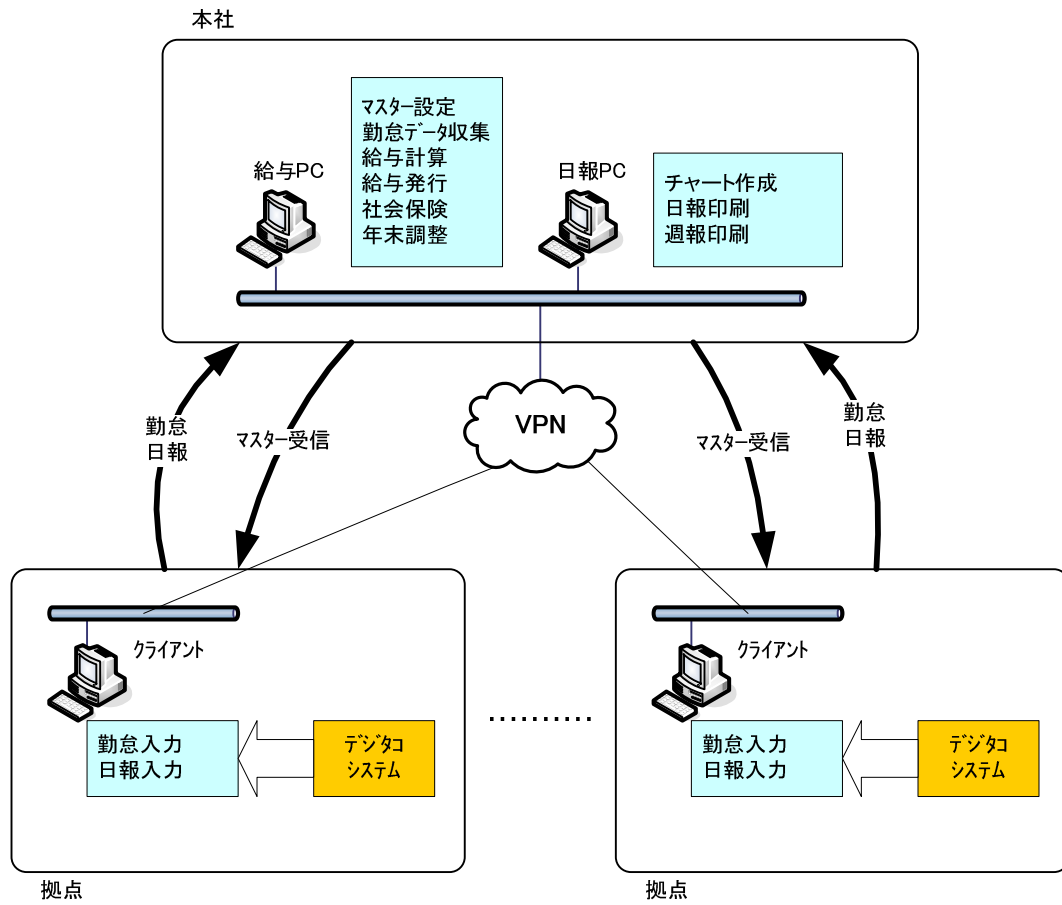 本社
給与PC
ﾏｽﾀｰ設定
勤怠ﾃﾞｰﾀ収集
給与計算
給与発行
社会保険
年末調整
日報PC
チャート作成
日報印刷
週報印刷
勤怠
日報
ﾏｽﾀｰ受信
VPN
ﾏｽﾀｰ受信
勤怠
日報
ｸﾗｲｱﾝﾄ
勤怠入力
日報入力
ﾃﾞｼﾞﾀｺ
ｼｽﾃﾑ
拠点
ｸﾗｲｱﾝﾄ
勤怠入力
日報入力
ﾃﾞｼﾞﾀｺ
ｼｽﾃﾑ
拠点